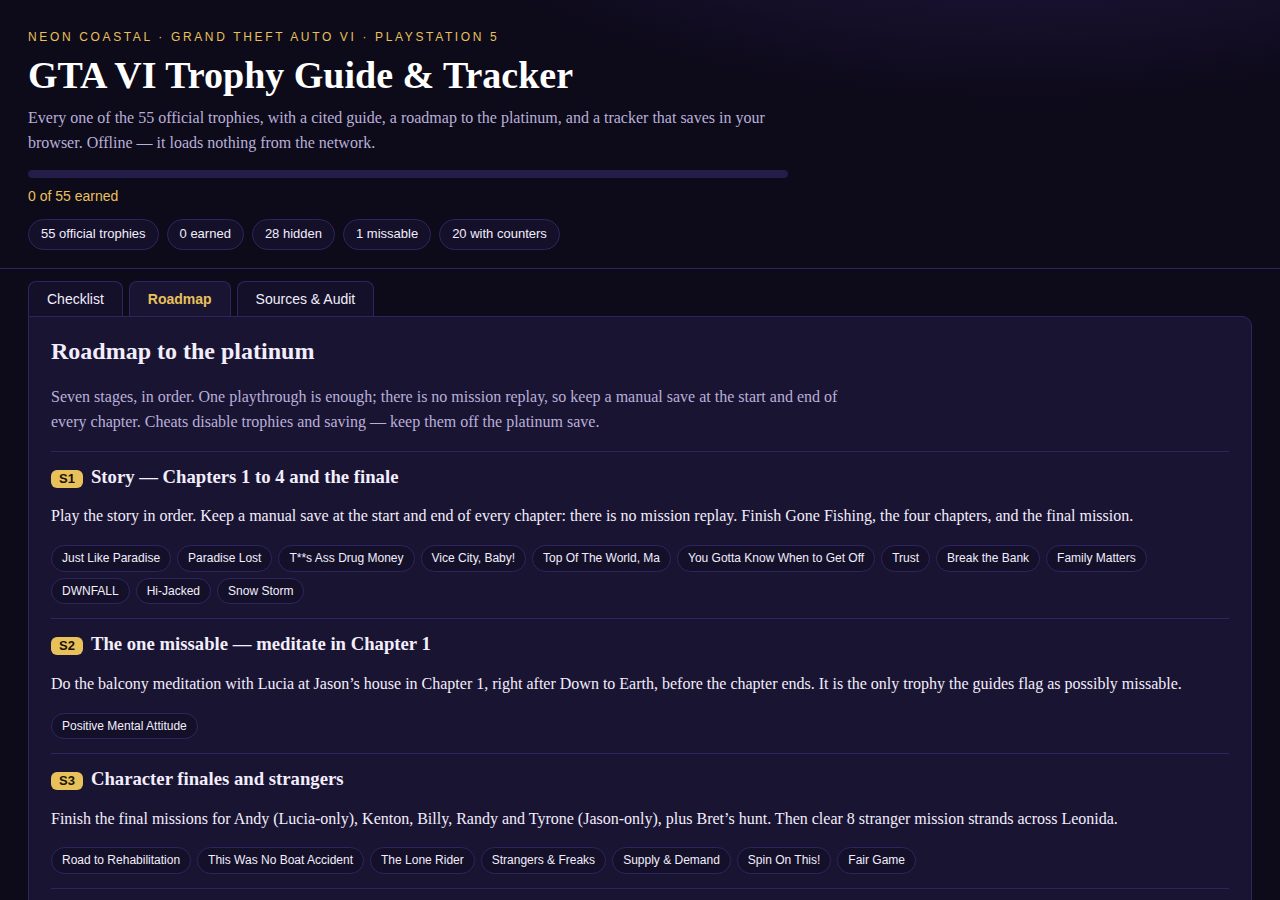 NEON COASTAL · GRAND THEFT AUTO VI · PLAYSTATION 5
GTA VI Trophy Guide & Tracker
Every one of the 55 official trophies, with a cited guide, a roadmap to the platinum, and a tracker that saves in your
browser. Offline — it loads nothing from the network.
0 of 55 earned
55 official trophies 0 earned 28 hidden 1 missable 20 with counters
Checklist Roadmap Sources & Audit
Roadmap to the platinum
Seven stages, in order. One playthrough is enough; there is no mission replay, so keep a manual save at the start and end of
every chapter. Cheats disable trophies and saving — keep them off the platinum save.
S1 Story — Chapters 1 to 4 and the finale
Play the story in order. Keep a manual save at the start and end of every chapter: there is no mission replay. Finish Gone Fishing, the four chapters, and the final mission.
Just Like Paradise Paradise Lost T**s Ass Drug Money Vice City, Baby! Top Of The World, Ma You Gotta Know When to Get Off Trust Break the Bank Family Matters
DWNFALL Hi-Jacked Snow Storm
S2 The one missable — meditate in Chapter 1
Do the balcony meditation with Lucia at Jason’s house in Chapter 1, right after Down to Earth, before the chapter ends. It is the only trophy the guides flag as possibly missable.
Positive Mental Attitude
S3 Character finales and strangers
Finish the final missions for Andy (Lucia-only), Kenton, Billy, Randy and Tyrone (Jason-only), plus Bret’s hunt. Then clear 8 stranger mission strands across Leonida.
Road to Rehabilitation This Was No Boat Accident The Lone Rider Strangers & Freaks Supply & Demand Spin On This! Fair Game